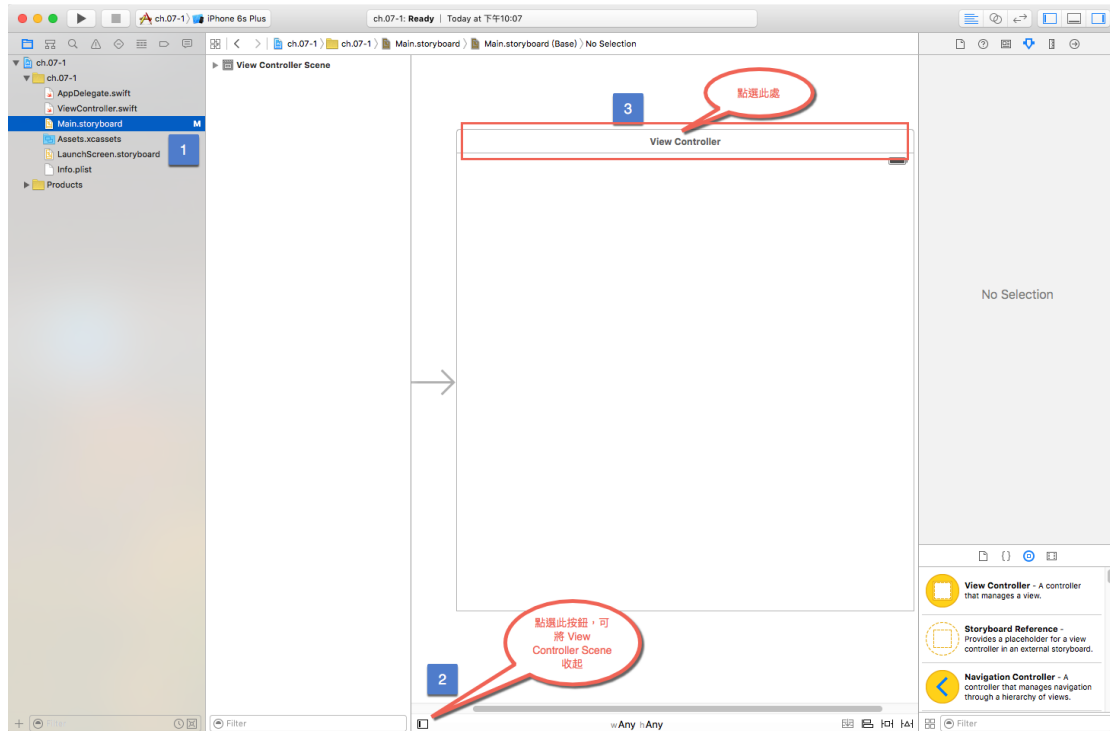 ch.07-1 〉 iPhone 6s Plus
ch.07-1: Ready | Today at 下午10:07
ch.07-1 〉 ch.07-1 〉 Main.storyboard 〉 Main.storyboard (Base) 〉 No Selection
ch.07-1
ch.07-1
AppDelegate.swift
ViewController.swift
Main.storyboard M
Assets.xcassets
LaunchScreen.storyboard
Info.plist
Products
1
Filter
View Controller Scene
Filter
3
點選此處
View Controller
2
點選此按鈕，可
將 View
Controller Scene
收起
wAny hAny
No Selection
View Controller - A controller
that manages a view.
Storyboard Reference -
Provides a placeholder for a view
controller in an external storyboard.
Navigation Controller - A
controller that manages navigation
through a hierarchy of views.
Filter